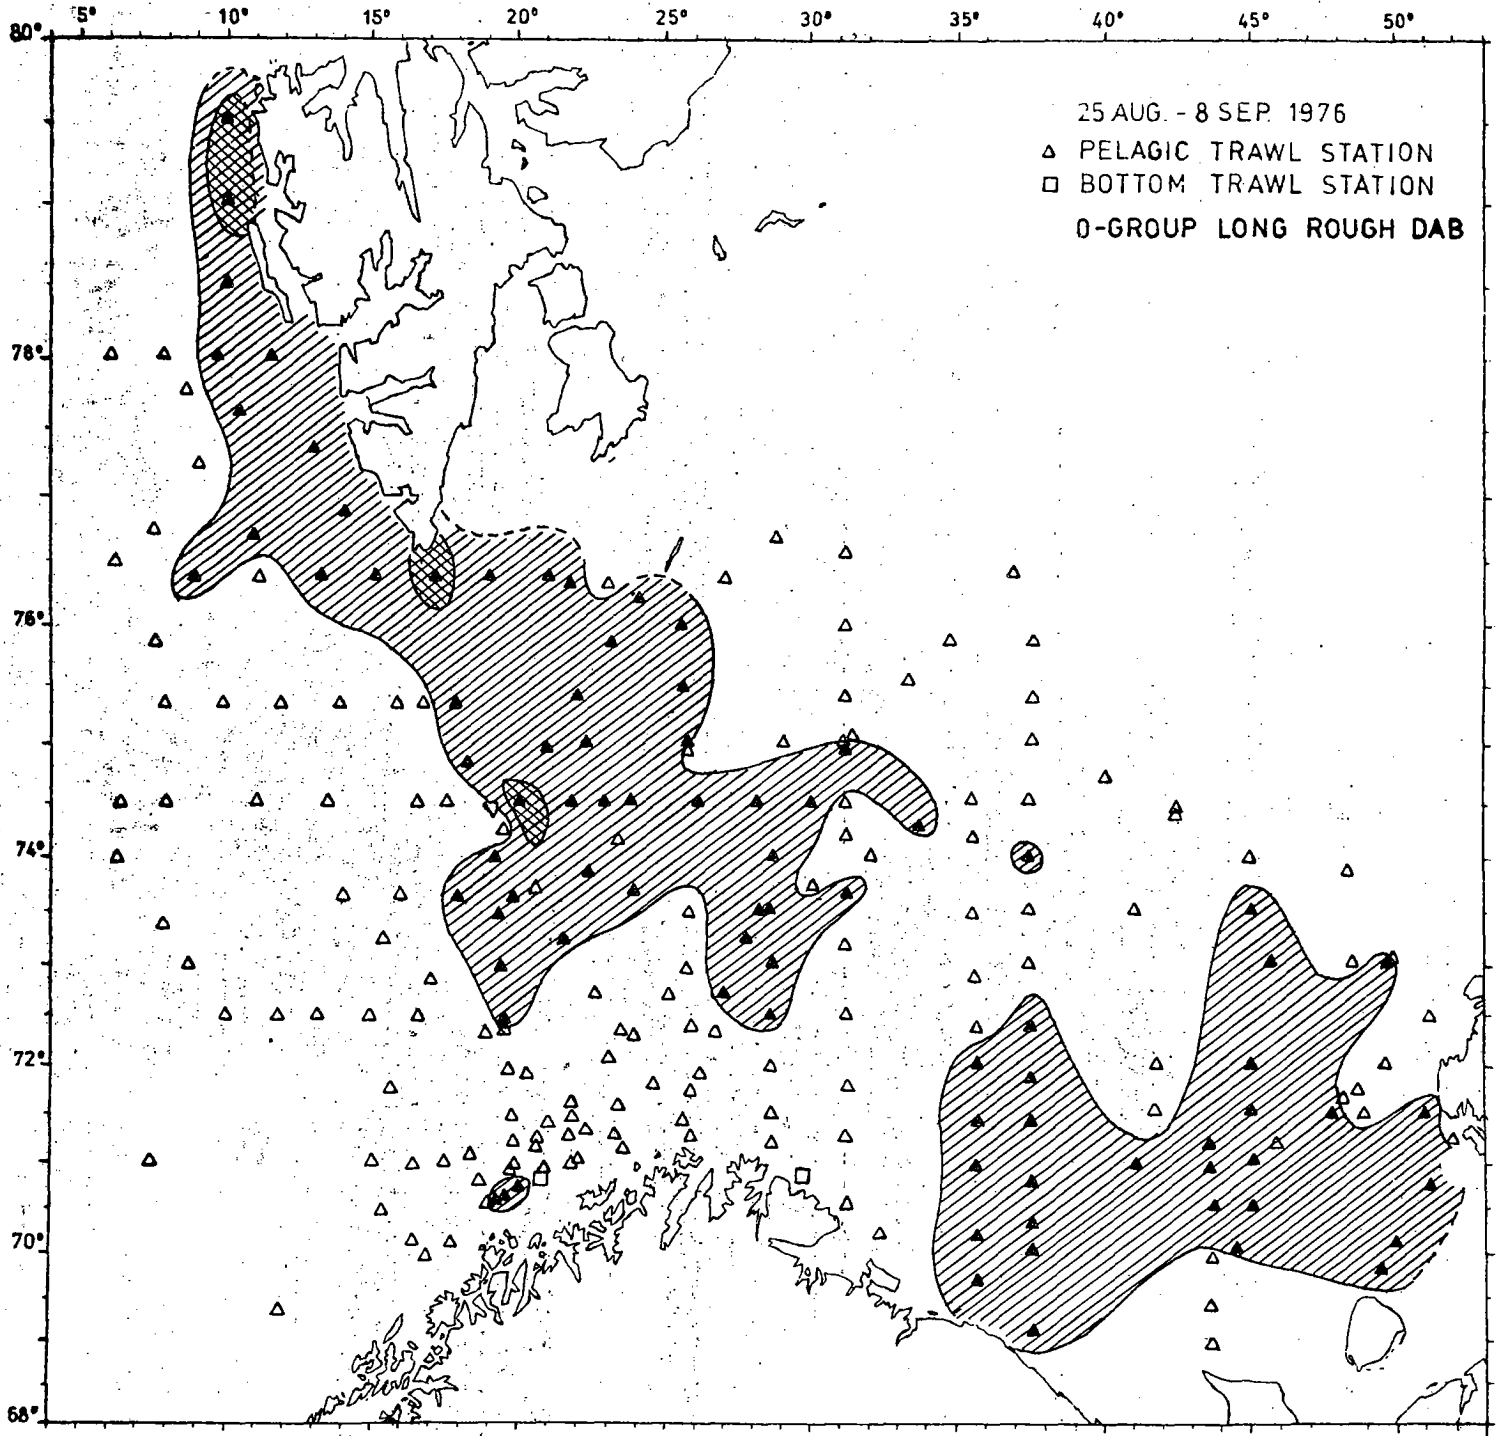 5° 10° 15° 20° 25° 30° 35° 40° 45° 50°
80°
25 AUG. - 8 SEP. 1976
△ PELAGIC TRAWL STATION
□ BOTTOM TRAWL STATION
0-GROUP LONG ROUGH DAB
78°
76°
74°
72°
70°
68°